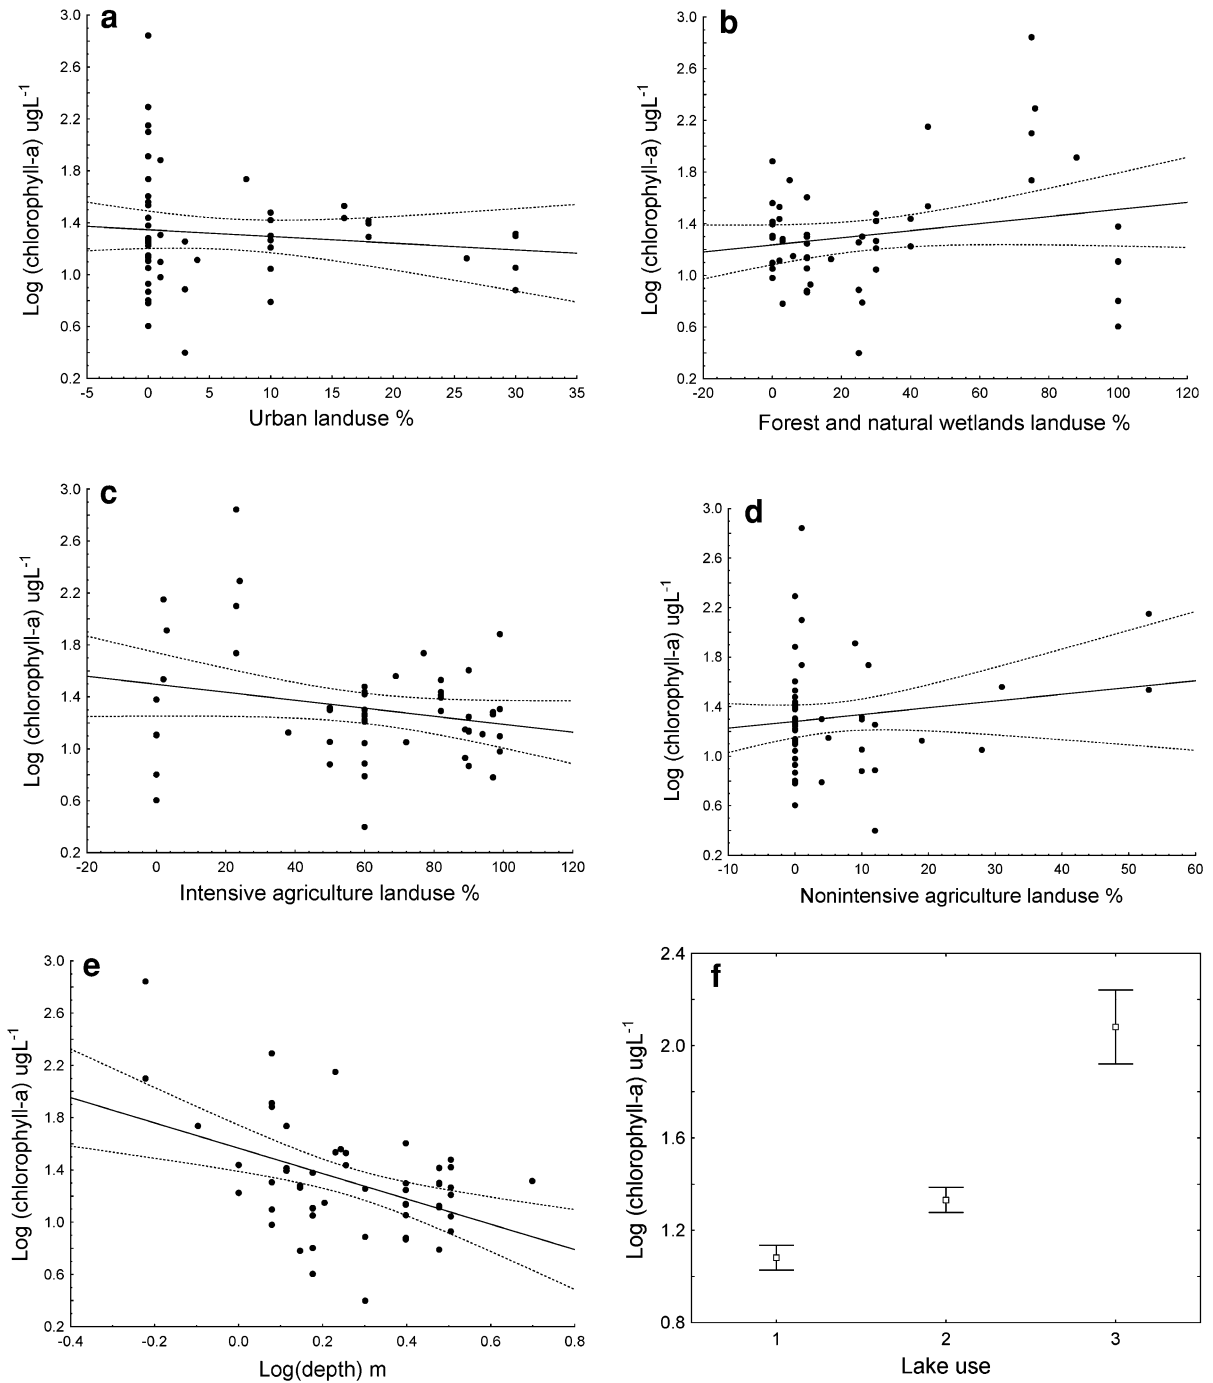 a
Log (chlorophyll-a) ugL-1
3.0
2.6
2.2
1.8
1.4
1.0
0.6
0.2
-5 0 5 10 15 20 25 30 35
Urban landuse %
b
Log (chlorophyll-a) ugL-1
3.0
2.6
2.2
1.8
1.4
1.0
0.6
0.2
-20 0 20 40 60 80 100 120
Forest and natural wetlands landuse %
c
Log (chlorophyll-a) ugL-1
3.0
2.6
2.2
1.8
1.4
1.0
0.6
0.2
-20 0 20 40 60 80 100 120
Intensive agriculture landuse %
d
Log (chlorophyll-a) ugL-1
3.0
2.6
2.2
1.8
1.4
1.0
0.6
0.2
-10 0 10 20 30 40 50 60
Nonintensive agriculture landuse %
e
Log (chlorophyll-a) ugL-1
3.0
2.6
2.2
1.8
1.4
1.0
0.6
0.2
-0.4 -0.2 0.0 0.2 0.4 0.6 0.8
Log(depth) m
f
Log (chlorophyll-a) ugL-1
2.4
2.0
1.6
1.2
0.8
1 2 3
Lake use